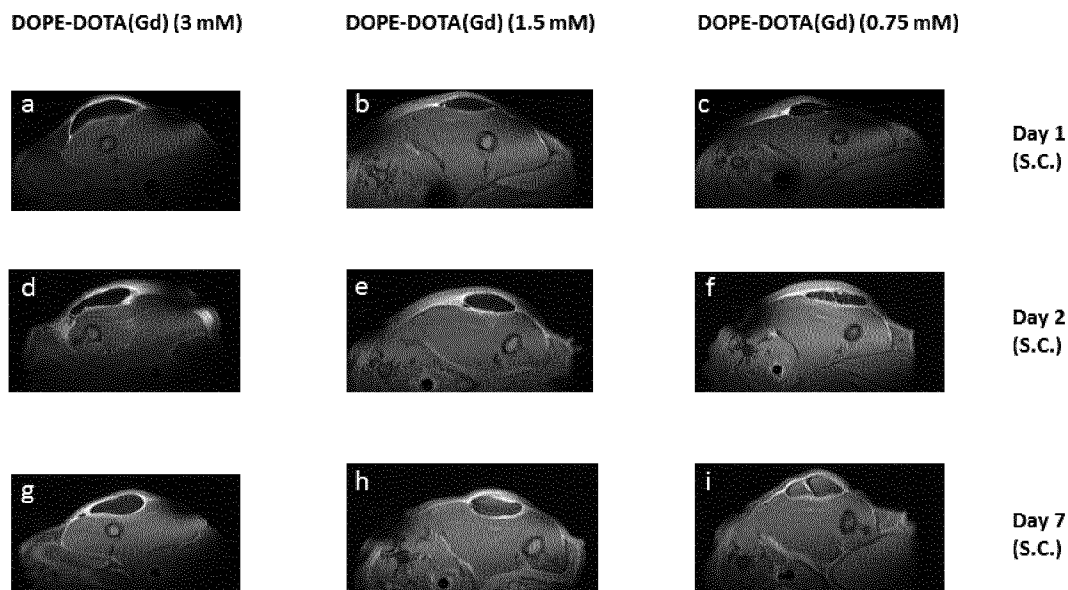 DOPE-DOTA(Gd) (3 mM) DOPE-DOTA(Gd) (1.5 mM) DOPE-DOTA(Gd) (0.75 mM)
a b c
Day 1
(S.C.)
d e f
Day 2
(S.C.)
g h i
Day 7
(S.C.)